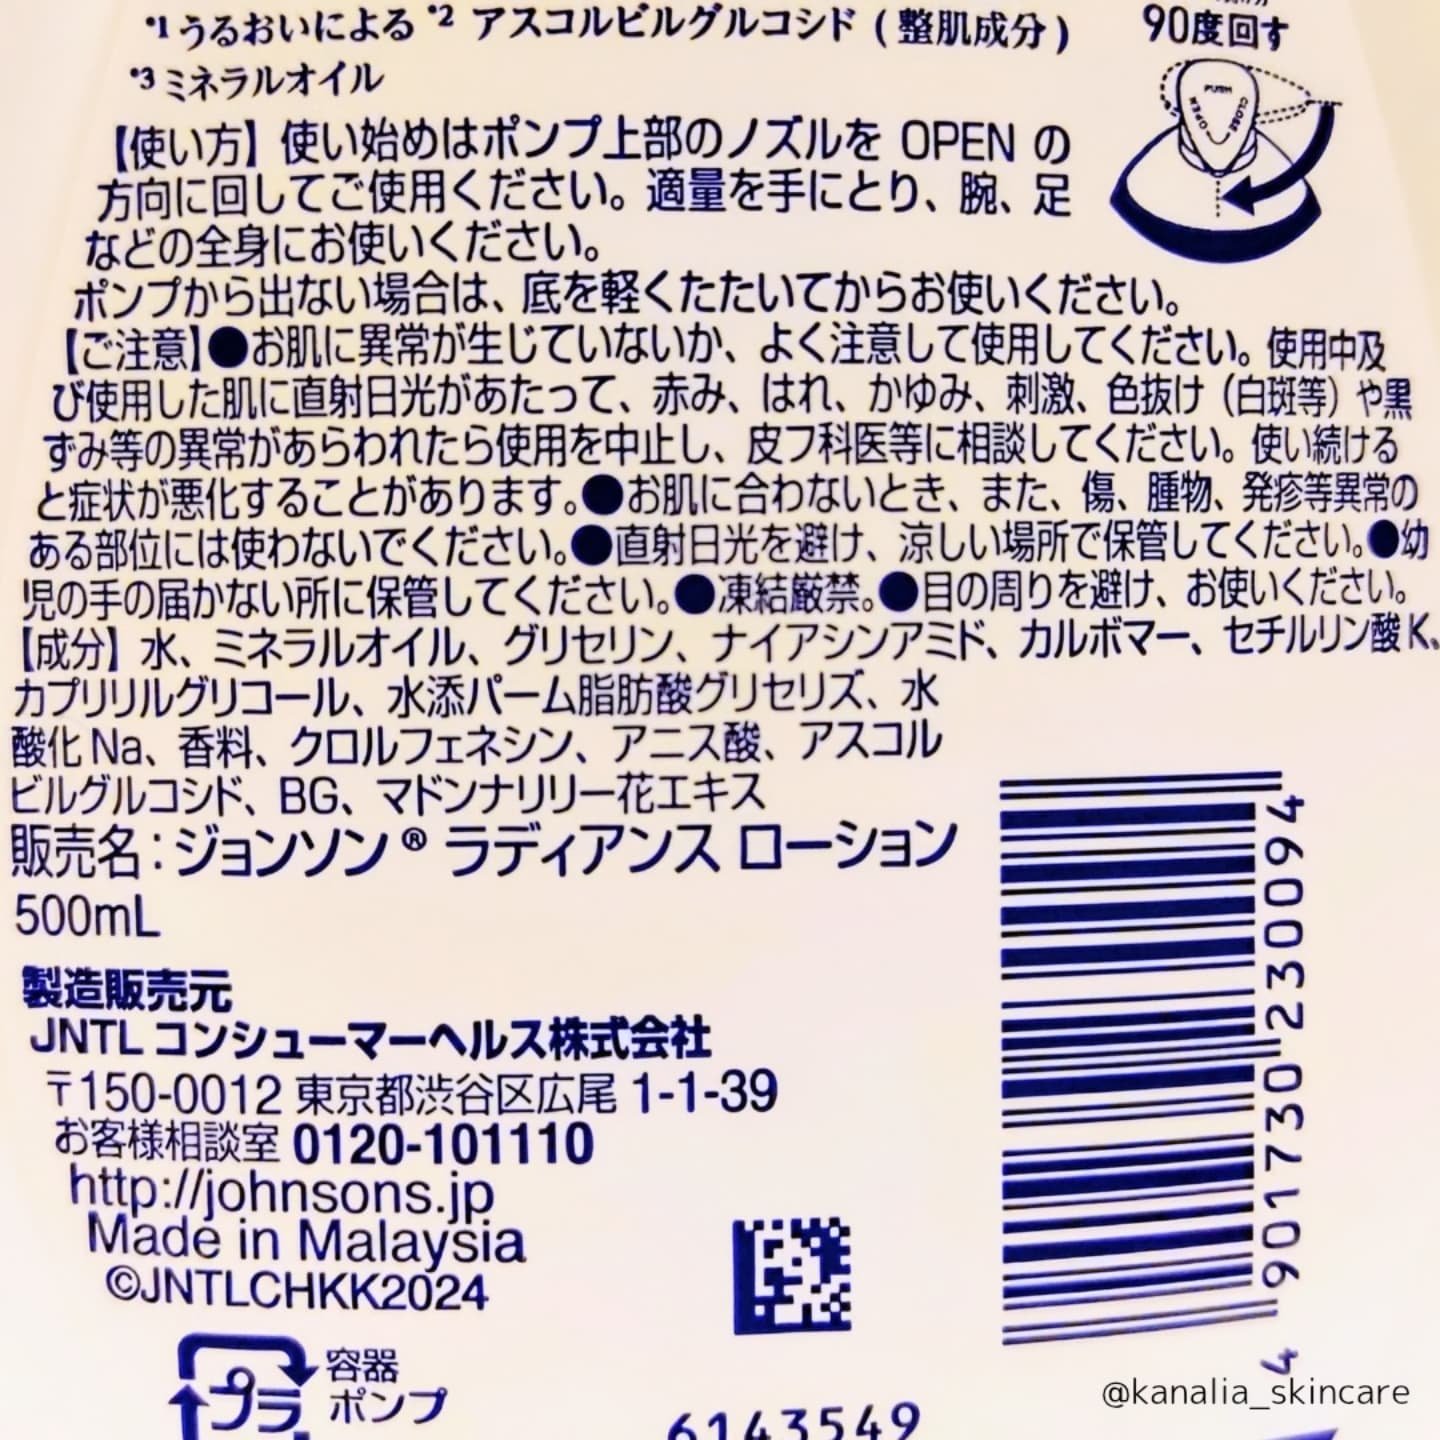 *1 うるおいによる *2 アスコルビルグルコシド ( 整肌成分 )
*3 ミネラルオイル
90度回す
PUSH
OPEN
CLOSE
【使い方】使い始めはポンプ上部のノズルを OPEN の
方向に回してご使用ください。適量を手にとり、腕、足
などの全身にお使いください。
ポンプから出ない場合は、底を軽くたたいてからお使いください。
【ご注意】●お肌に異常が生じていないか、よく注意して使用してください。使用中及
び使用した肌に直射日光があたって、赤み、はれ、かゆみ、刺激、色抜け（白斑等）や黒
ずみ等の異常があらわれたら使用を中止し、皮フ科医等に相談してください。使い続ける
と症状が悪化することがあります。●お肌に合わないとき、また、傷、腫物、発疹等異常の
ある部位には使わないでください。●直射日光を避け、涼しい場所で保管してください。●幼
児の手の届かない所に保管してください。●凍結厳禁。●目の周りを避け、お使いください。
【成分】水、ミネラルオイル、グリセリン、ナイアシンアミド、カルボマー、セチルリン酸K、
カプリリルグリコール、水添パーム脂肪酸グリセリズ、水
酸化Na、香料、クロルフェネシン、アニス酸、アスコル
ビルグルコシド、BG、マドンナリリー花エキス
販売名：ジョンソン® ラディアンス ローション
500mL
製造販売元
JNTL コンシューマーヘルス株式会社
〒150-0012 東京都渋谷区広尾 1-1-39
お客様相談室 0120-101110
http://johnsons.jp
Made in Malaysia
©JNTLCHKK2024
プラ
容器
ポンプ
6143549
4 901730 230094
@kanalia_skincare